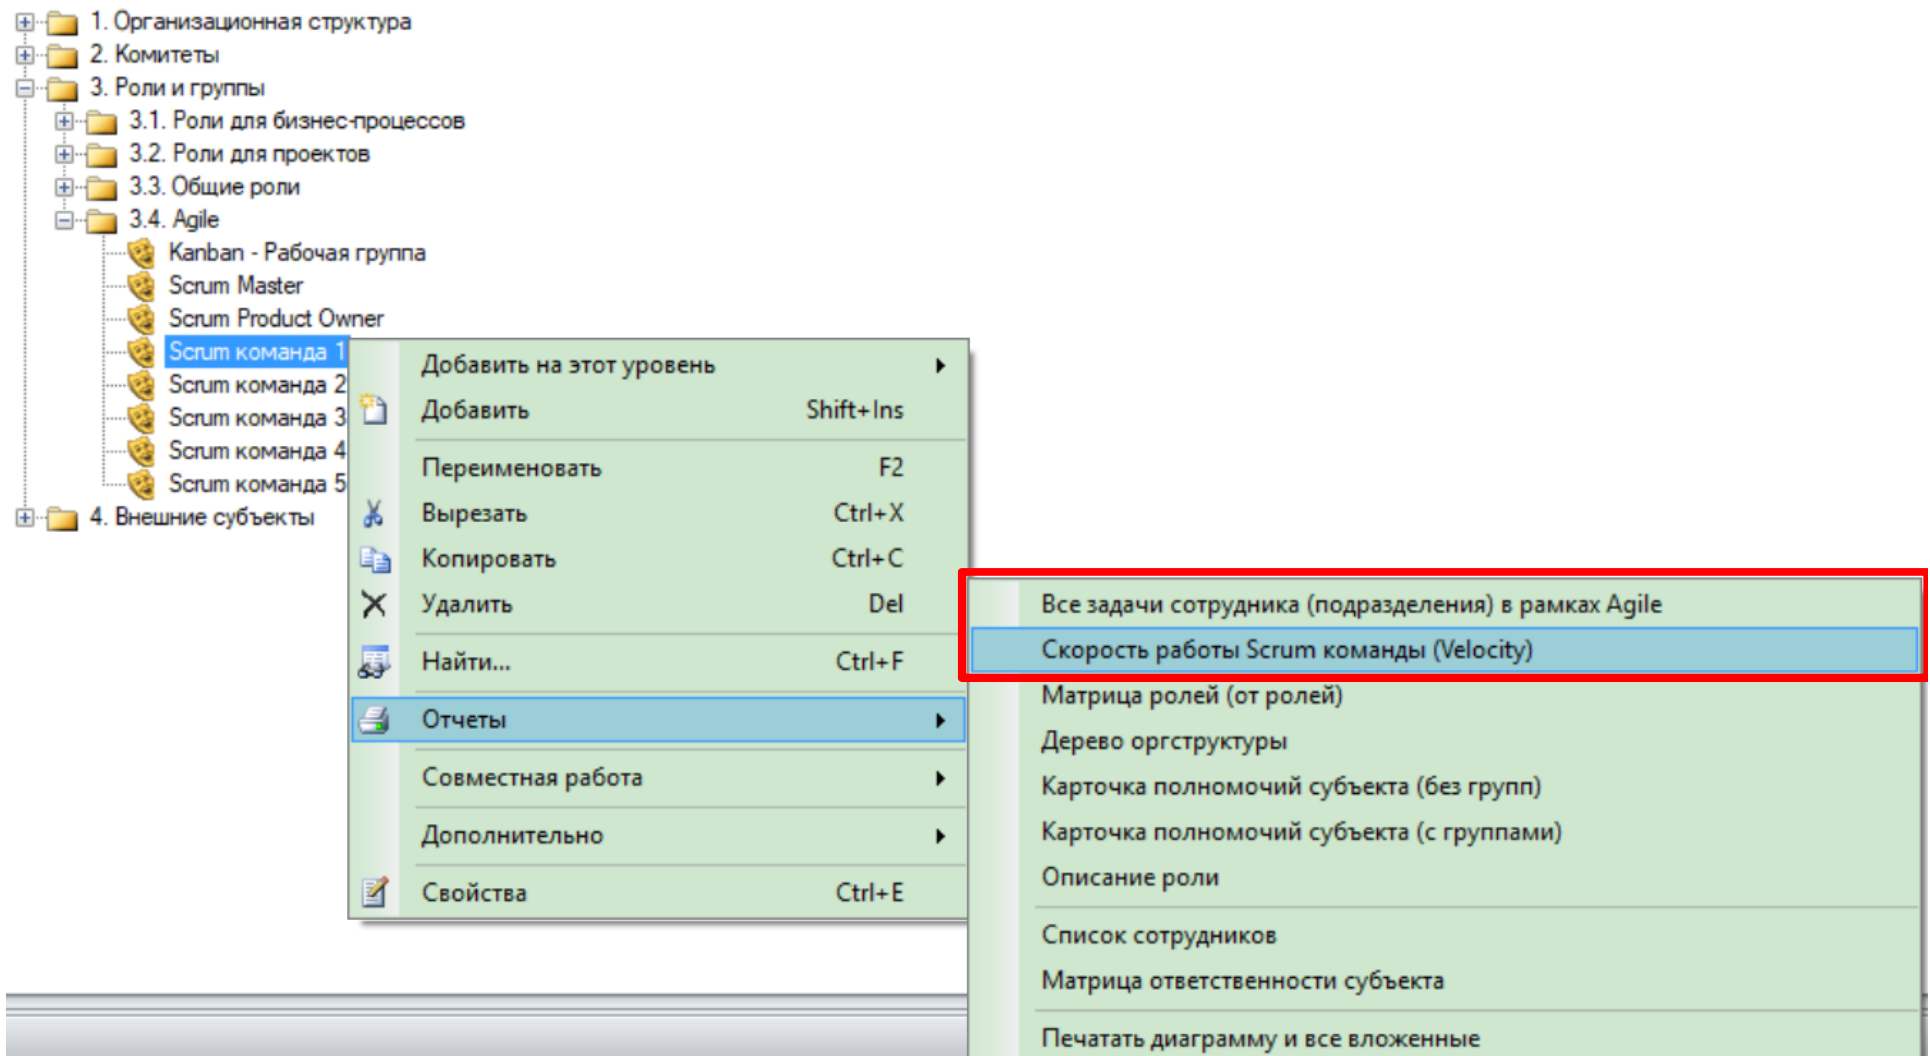 1. Организационная структура
2. Комитеты
3. Роли и группы
3.1. Роли для бизнес-процессов
3.2. Роли для проектов
3.3. Общие роли
3.4. Agile
Kanban - Рабочая группа
Scrum Master
Scrum Product Owner
Scrum команда 1
Scrum команда 2
Scrum команда 3
Scrum команда 4
Scrum команда 5
4. Внешние субъекты
Добавить на этот уровень
Добавить Shift+Ins
Переименовать F2
Вырезать Ctrl+X
Копировать Ctrl+C
Удалить Del
Найти... Ctrl+F
Отчеты
Совместная работа
Дополнительно
Свойства Ctrl+E
Все задачи сотрудника (подразделения) в рамках Agile
Скорость работы Scrum команды (Velocity)
Матрица ролей (от ролей)
Дерево оргструктуры
Карточка полномочий субъекта (без групп)
Карточка полномочий субъекта (с группами)
Описание роли
Список сотрудников
Матрица ответственности субъекта
Печатать диаграмму и все вложенные